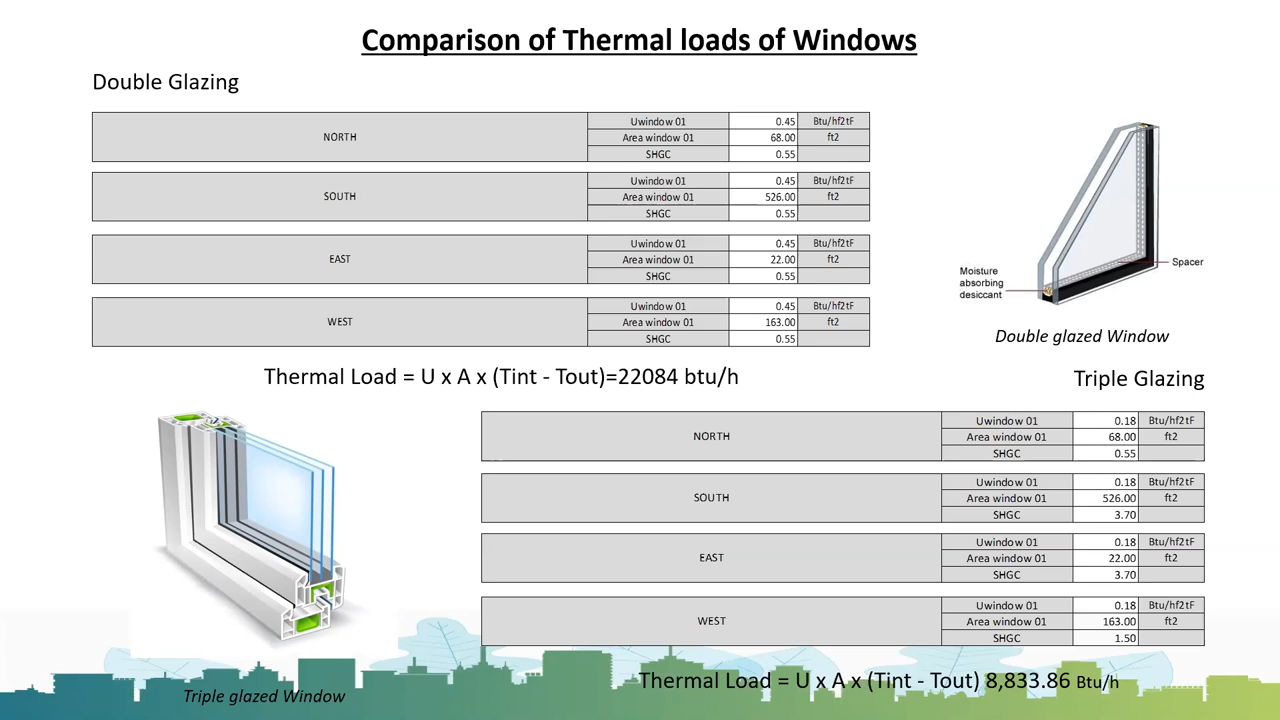 Comparison of Thermal loads of Windows
Double Glazing
NORTH
Uwindow 01 0.45 Btu/hf2tF
Area window 01 68.00 ft2
SHGC 0.55
SOUTH
Uwindow 01 0.45 Btu/hf2tF
Area window 01 526.00 ft2
SHGC 0.55
EAST
Uwindow 01 0.45 Btu/hf2tF
Area window 01 22.00 ft2
SHGC 0.55
WEST
Uwindow 01 0.45 Btu/hf2tF
Area window 01 163.00 ft2
SHGC 0.55
Spacer
Moisture
absorbing
desiccant
Double glazed Window
Thermal Load = U x A x (Tint - Tout)=22084 btu/h
Triple Glazing
NORTH
Uwindow 01 0.18 Btu/hf2tF
Area window 01 68.00 ft2
SHGC 0.55
SOUTH
Uwindow 01 0.18 Btu/hf2tF
Area window 01 526.00 ft2
SHGC 3.70
EAST
Uwindow 01 0.18 Btu/hf2tF
Area window 01 22.00 ft2
SHGC 3.70
WEST
Uwindow 01 0.18 Btu/hf2tF
Area window 01 163.00 ft2
SHGC 1.50
Thermal Load = U x A x (Tint - Tout) 8,833.86 Btu/h
Triple glazed Window